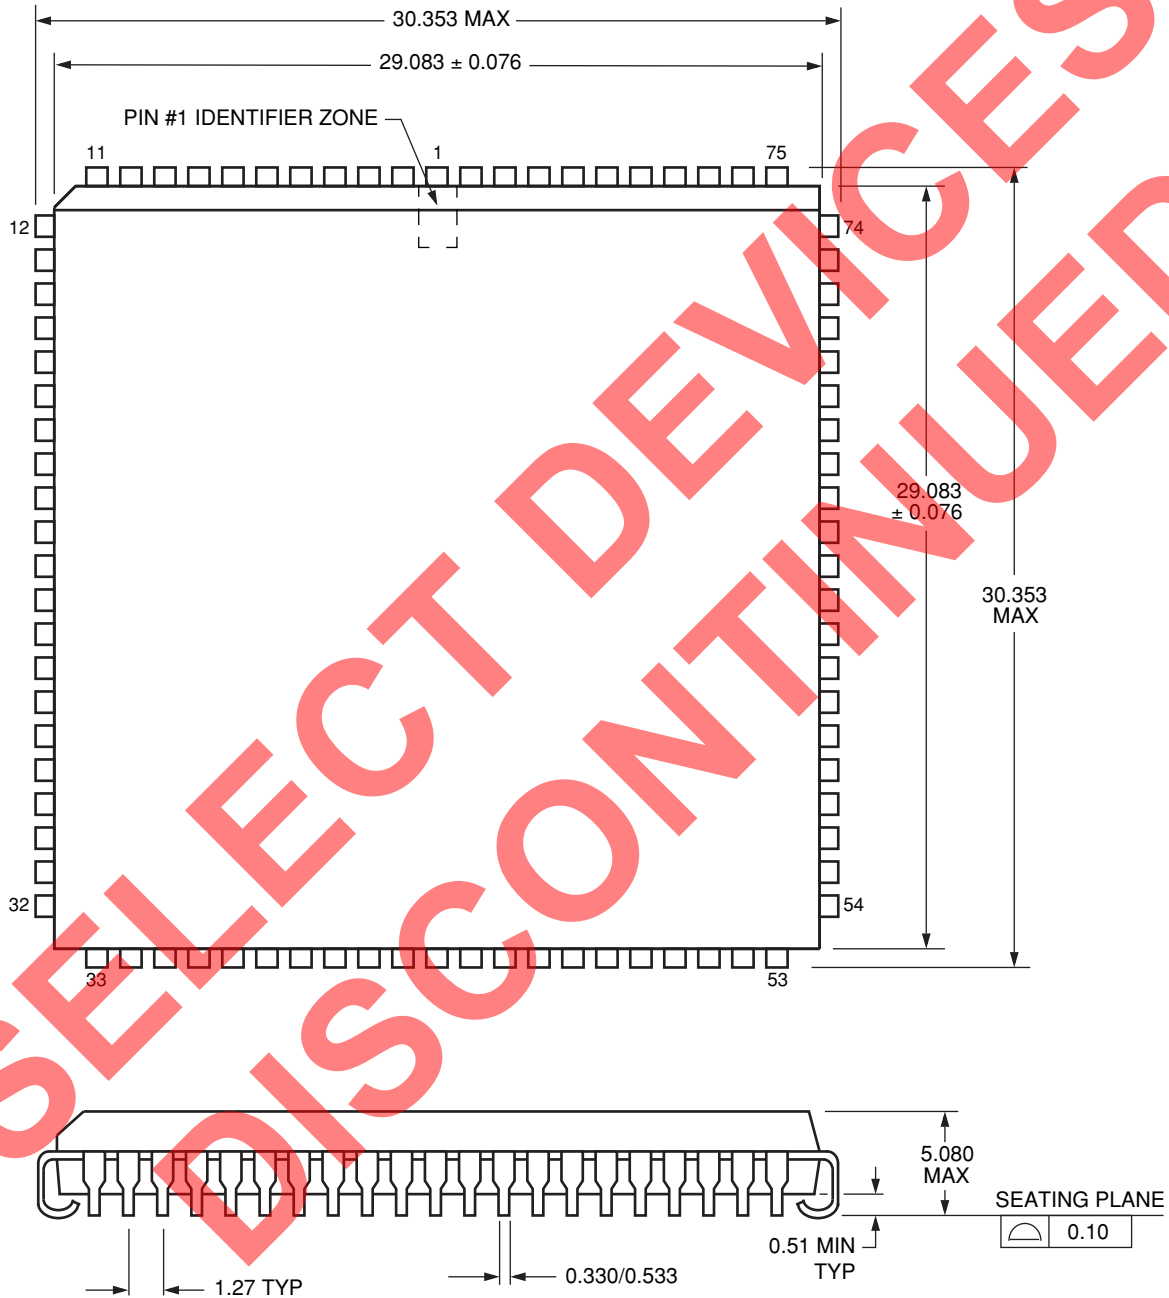 30.353 MAX
29.083 ± 0.076
PIN #1 IDENTIFIER ZONE
11
1
75
12
74
29.083
± 0.076
30.353
MAX
32
54
33
53
5.080
MAX
SEATING PLANE
0.10
0.51 MIN
TYP
1.27 TYP
0.330/0.533
SELECT DEVICES
DISCONTINUED